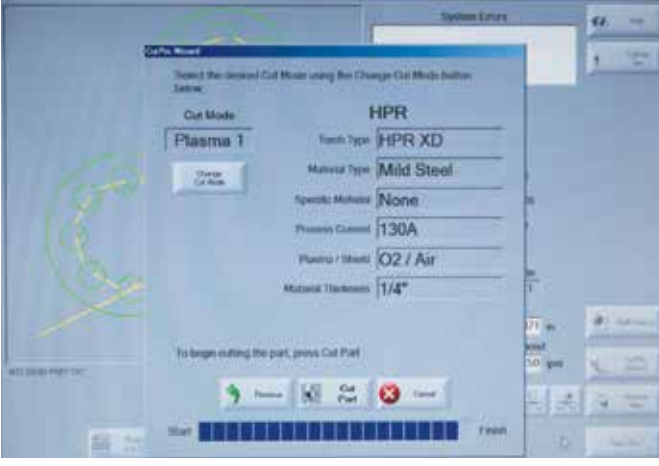 System Errors
CutPro Wizard
Select the desired Cut Mode using the Change Cut Mode button
below.
Cut Mode
HPR
Plasma 1
Torch Type HPR XD
Change
Cut Mode
Material Type Mild Steel
Specific Material None
Process Current 130A
Plasma / Shield O2 / Air
Material Thickness 1/4"
To begin cutting the part, press Cut Part
Previous
Cut
Part
Cancel
Start
Finish